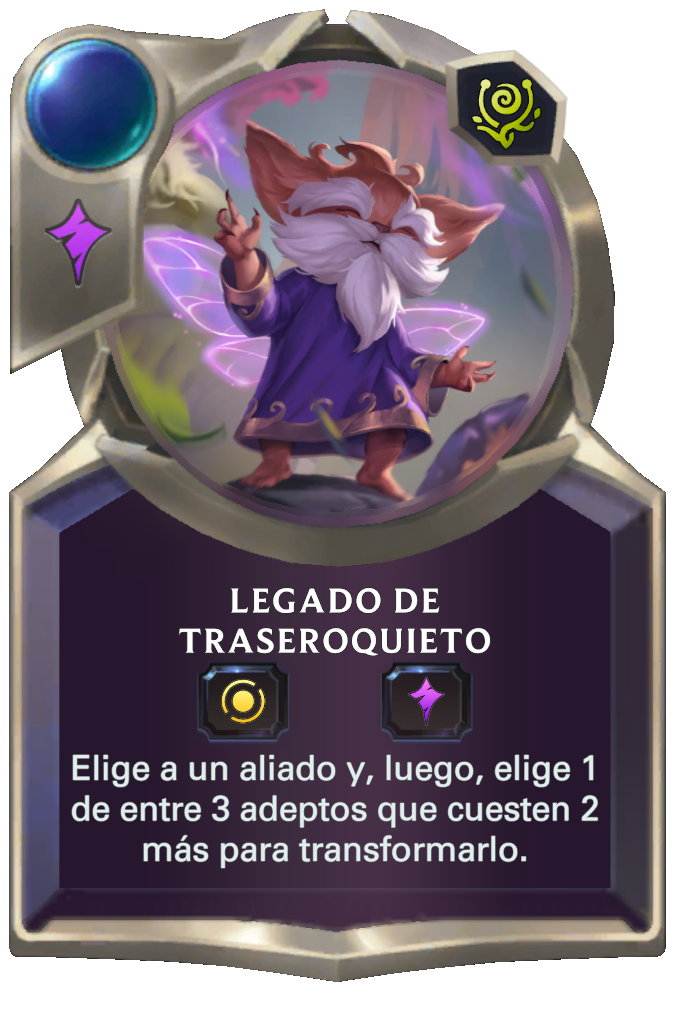 LEGADO DE
TRASEROQUIETO
Elige a un aliado y, luego, elige 1
de entre 3 adeptos que cuesten 2
más para transformarlo.